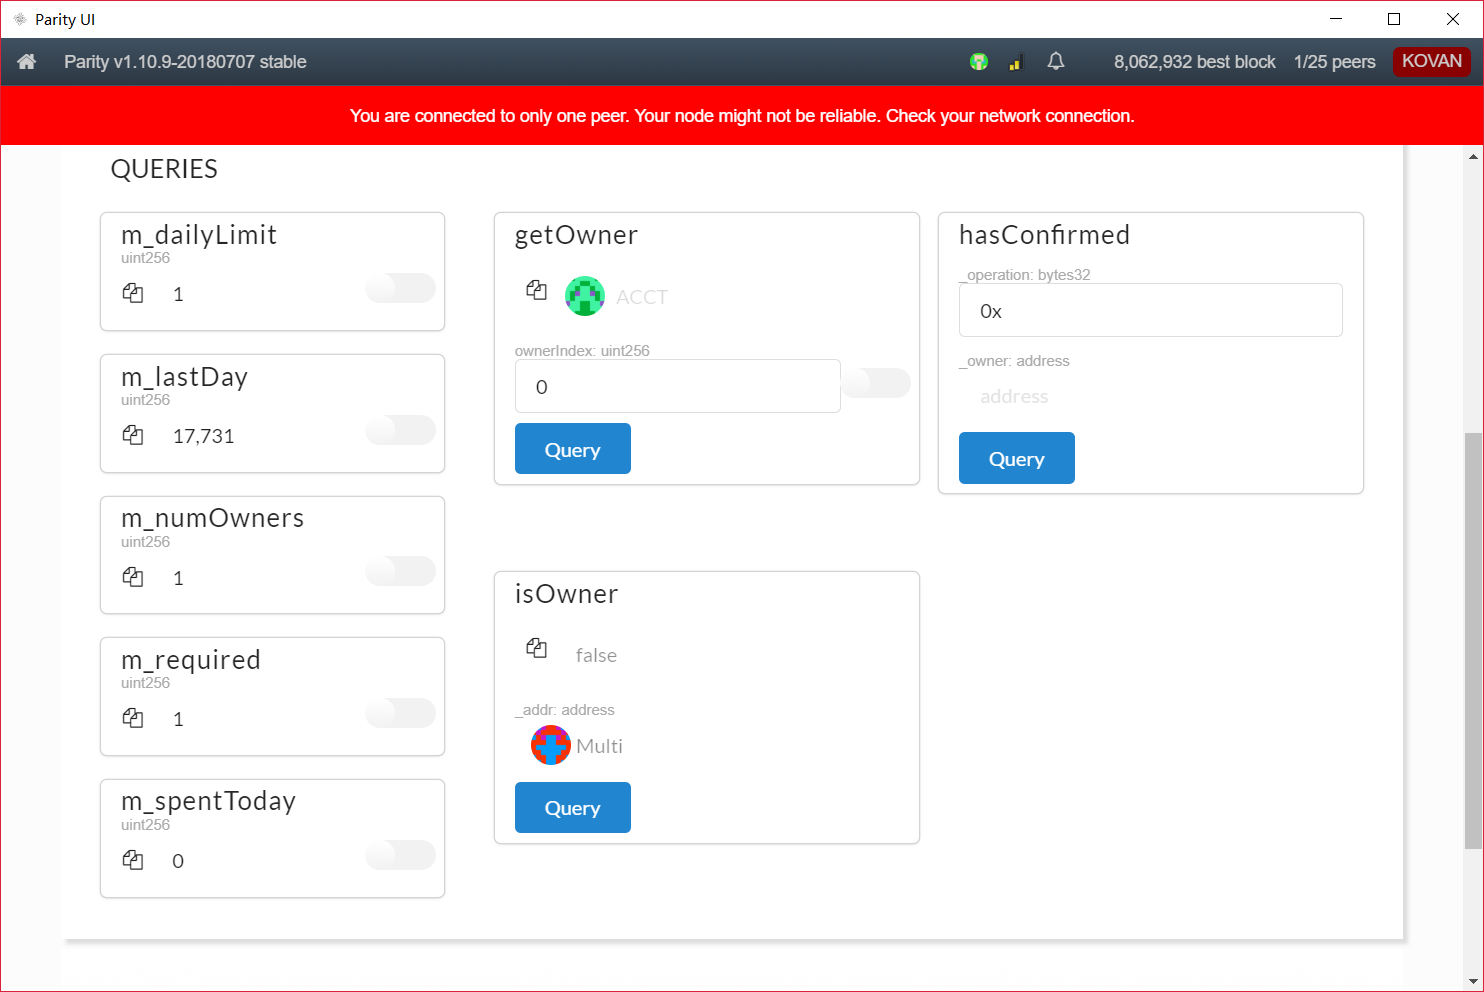 Parity UI
Parity v1.10.9-20180707 stable
8,062,932 best block
1/25 peers
KOVAN
You are connected to only one peer. Your node might not be reliable. Check your network connection.
QUERIES
m_dailyLimit
uint256
1
m_lastDay
uint256
17,731
m_numOwners
uint256
1
m_required
uint256
1
m_spentToday
uint256
0
getOwner
ACCT
ownerIndex: uint256
0
Query
isOwner
false
_addr: address
Multi
Query
hasConfirmed
_operation: bytes32
0x
_owner: address
address
Query